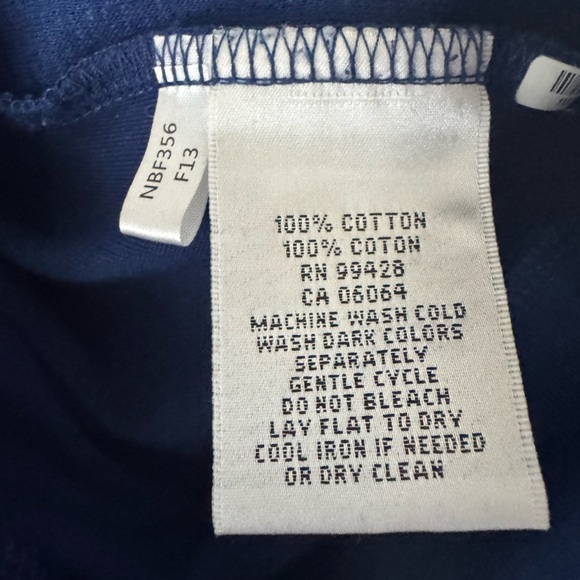 NBF356
F13
100% COTTON
100% COTON
RN 99428
CA 06064
MACHINE WASH COLD
WASH DARK COLORS
SEPARATELY
GENTLE CYCLE
DO NOT BLEACH
LAY FLAT TO DRY
COOL IRON IF NEEDED
OR DRY CLEAN